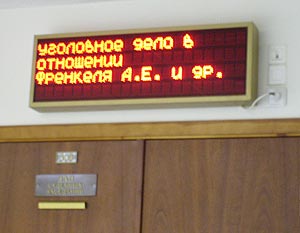 уголовное дело в
отношении
Френкеля А.Е. и др.